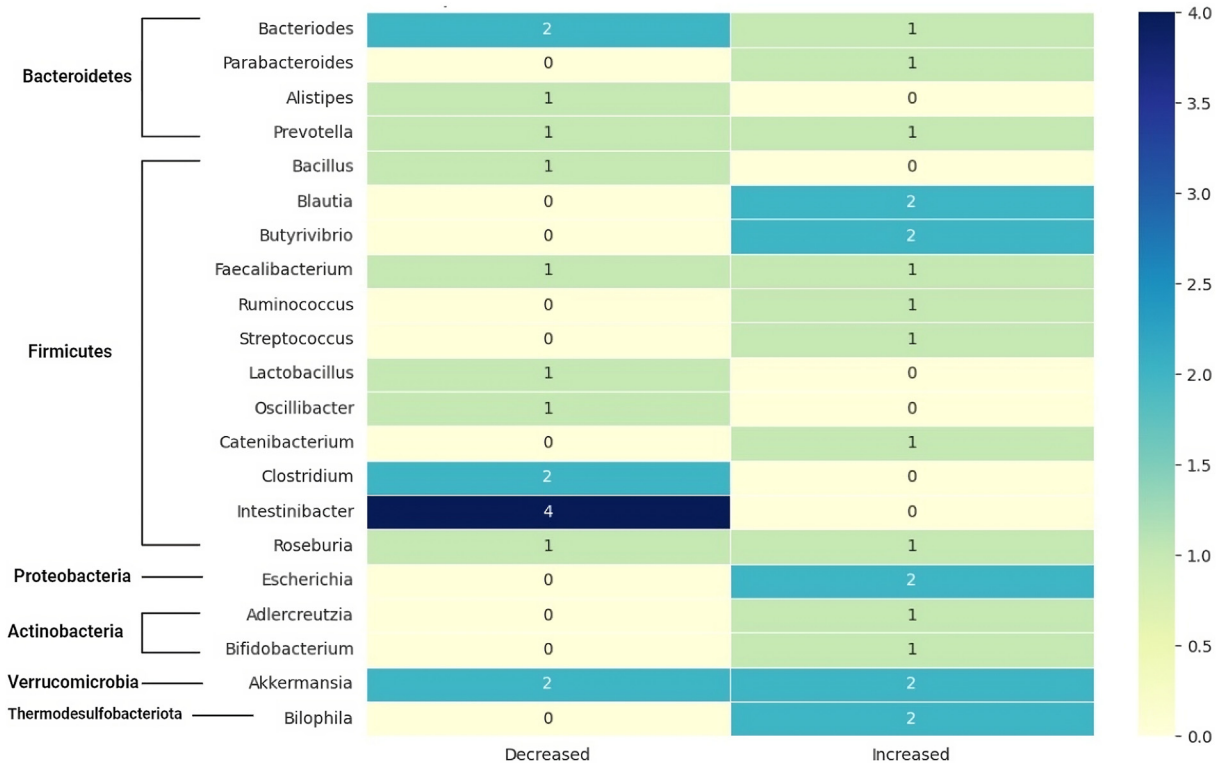 Bacteriodes 2 1 4.0
Bacteroidetes
Parabacteroides 0 1
Alistipes 1 0 3.5
Prevotella 1 1
Bacillus 1 0
Blautia 0 2 3.0
Butyrivibrio 0 2
Faecalibacterium 1 1
Ruminococcus 0 1 2.5
Streptococcus 0 1
Firmicutes
Lactobacillus 1 0 2.0
Oscillibacter 1 0
Catenibacterium 0 1
Clostridium 2 0 1.5
Intestinibacter 4 0
Roseburia 1 1 1.0
Proteobacteria Escherichia 0 2
Adlercreutzia 0 1
Actinobacteria
Bifidobacterium 0 1 0.5
Verrucomicrobia Akkermansia 2 2
Thermodesulfobacteriota Bilophila 0 2
0.0
Decreased Increased